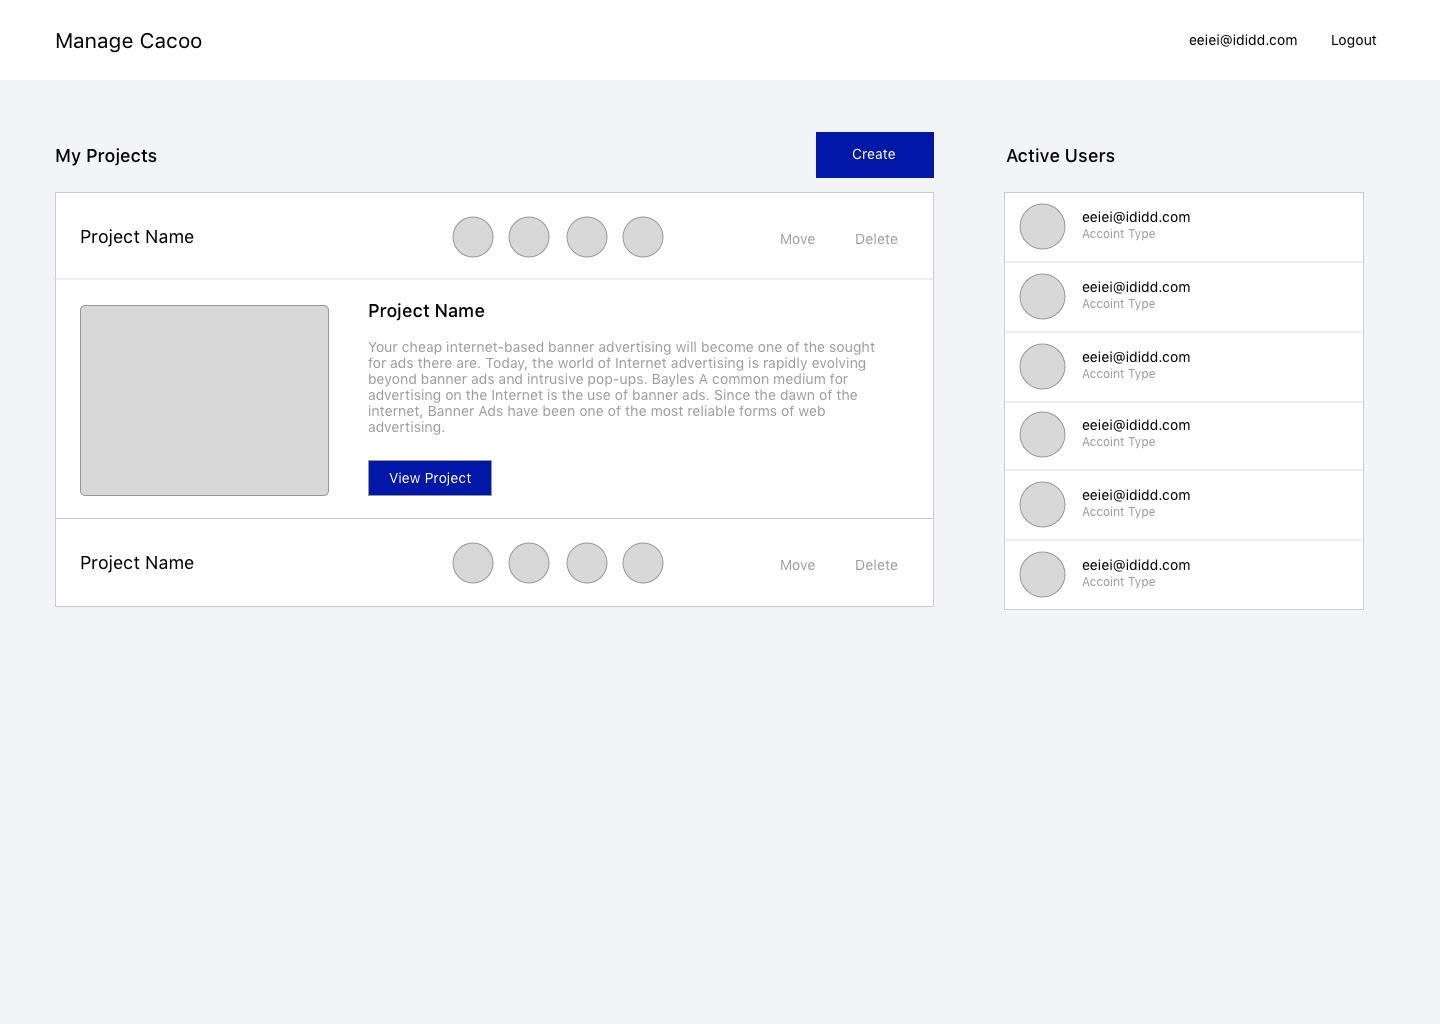 Manage Cacoo
eeiei@ididd.com Logout
My Projects
Create
Project Name
Move Delete
Project Name
Your cheap internet-based banner advertising will become one of the sought
for ads there are. Today, the world of Internet advertising is rapidly evolving
beyond banner ads and intrusive pop-ups. Bayles A common medium for
advertising on the Internet is the use of banner ads. Since the dawn of the
internet, Banner Ads have been one of the most reliable forms of web
advertising.
View Project
Project Name
Move Delete
Active Users
eeiei@ididd.com
Accoint Type
eeiei@ididd.com
Accoint Type
eeiei@ididd.com
Accoint Type
eeiei@ididd.com
Accoint Type
eeiei@ididd.com
Accoint Type
eeiei@ididd.com
Accoint Type